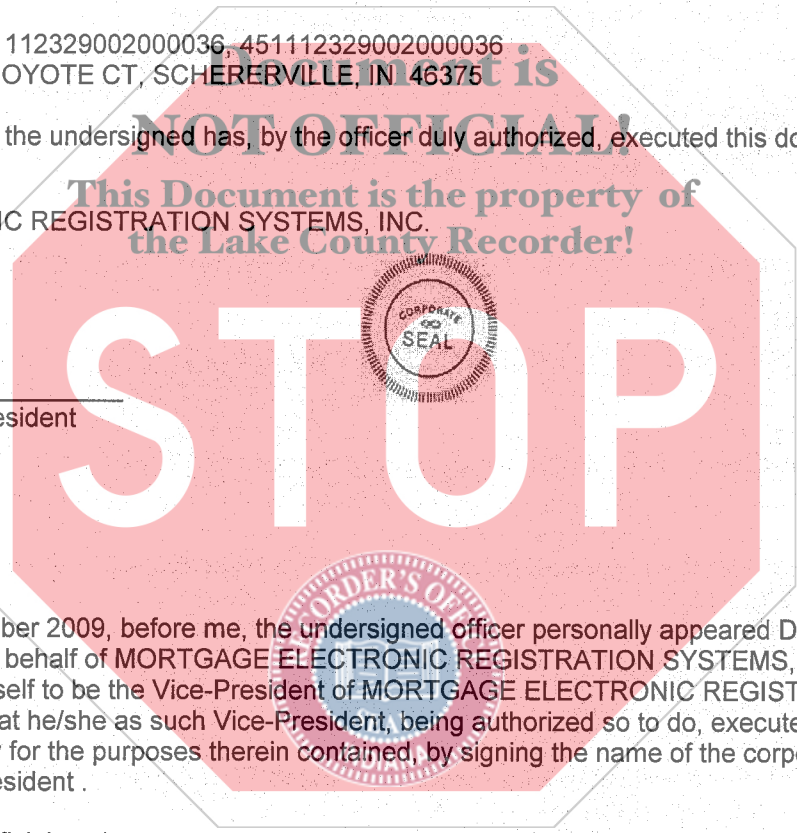 112329002000036, 451112329002000036
OYOTE CT, SCHERERVILLE, IN 46375
Document is
the undersigned has, by the officer duly authorized, executed this do
NOT OFFICIAL!
This Document is the property of
IC REGISTRATION SYSTEMS, INC.
the Lake County Recorder!
CORPORATE
SEAL
STOP
esident
RECORDER'S OF
ber 2009, before me, the undersigned officer personally appeared D
behalf of MORTGAGE ELECTRONIC REGISTRATION SYSTEMS,
self to be the Vice-President of MORTGAGE ELECTRONIC REGIST
at he/she as such Vice-President, being authorized so to do, execute
for the purposes therein contained, by signing the name of the corpo
INDIANA
esident .